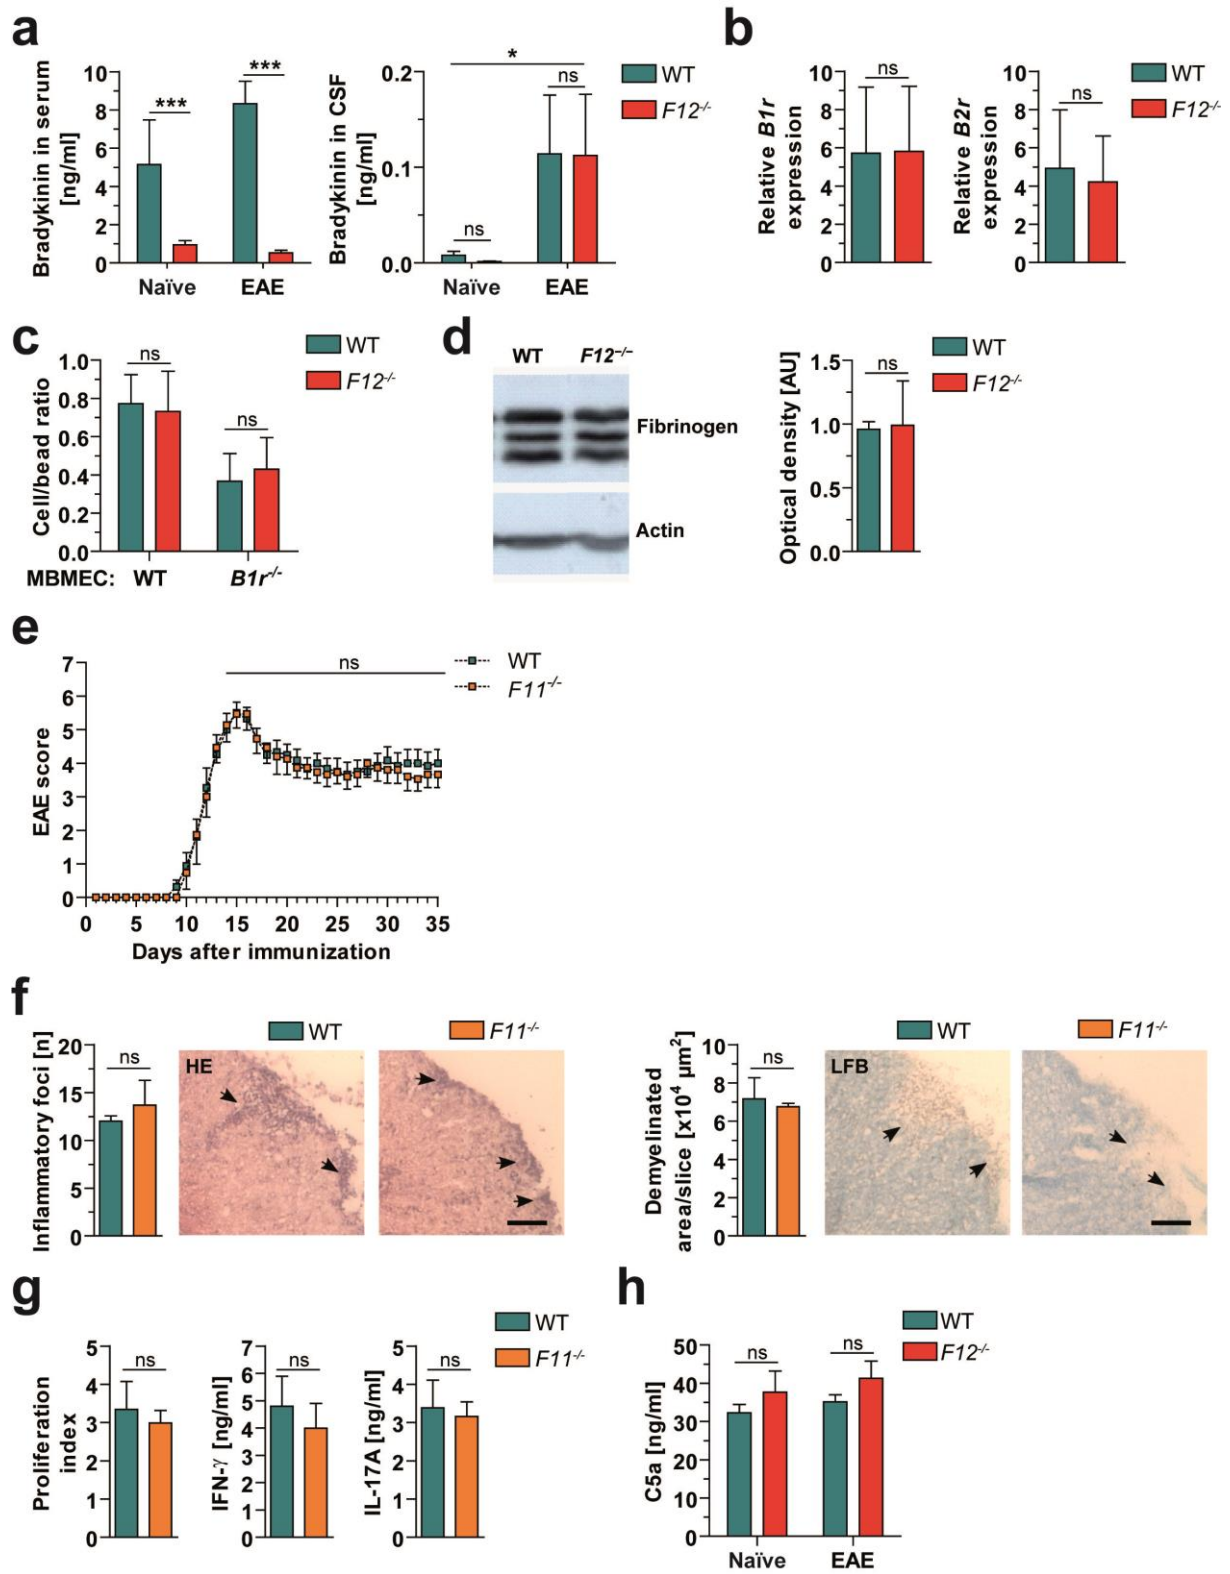 a
Bradykinin in serum
[ng/ml]
10
8
6
4
2
0
***
***
Naïve
EAE
Bradykinin in CSF
[ng/ml]
0.2
0.1
0.0
*
ns
ns
Naïve
EAE
WT
F12-/-
b
Relative B1r
expression
10
8
6
4
2
0
ns
Relative B2r
expression
10
8
6
4
2
0
ns
WT
F12-/-
c
Cell/bead ratio
1.0
0.8
0.6
0.4
0.2
0.0
ns
ns
MBMEC: WT B1r-/-
WT
F12-/-
d
WT F12–/–
Fibrinogen
Actin
Optical density [AU]
1.5
1.0
0.5
0.0
ns
WT
F12-/-
e
EAE score
7
6
5
4
3
2
1
0
ns
WT
F11-/-
0 5 10 15 20 25 30 35
Days after immunization
f
Inflammatory foci [n]
20
15
10
5
0
ns
WT
F11-/-
HE
Demyelinated
area/slice [x10⁴ µm²]
10
8
6
4
2
0
ns
WT
F11-/-
LFB
g
Proliferation
index
5
4
3
2
1
0
ns
IFN-γ [ng/ml]
7
6
5
4
3
2
1
0
ns
IL-17A [ng/ml]
5
4
3
2
1
0
ns
WT
F11-/-
h
C5a [ng/ml]
50
40
30
20
10
0
ns
ns
Naïve
EAE
WT
F12-/-